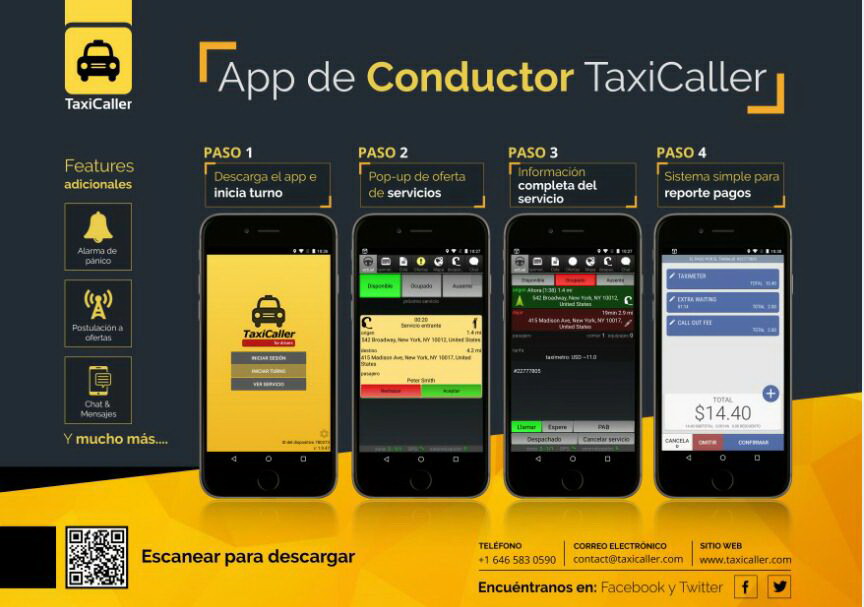 TaxiCaller
App de Conductor TaxiCaller
Features
adicionales
Alarma de
pánico
Postulación a
ofertas
Chat &
Mensajes
Y mucho más....
PASO 1
Descarga el app e
inicia turno
TaxiCaller
for drivers
INICIAR SESIÓN
INICIAR TURNO
VER SERVICIO
PASO 2
Pop-up de oferta
de servicios
Disponible Ocupado Ausente
próximo servicio
00:20
Servicio entrante
origen
1.4 mi
542 Broadway, New York, NY 10012, United
States
destino
4.2 mi
415 Madison Ave, New York, NY 10017, United
States
pasajero
Peter Smith
Rechazar Aceptar
PASO 3
Información
completa del
servicio
Disponible Ocupado Ausente
Ahora (1:38) 1.4 mi
542 Broadway, New York, NY 10012,
United States
19min 2.9 mi
415 Madison Ave, New York, NY 10017,
United States
pasajero
tarifa
taxímetro: USD ~11.0
#22777805
Llamar Espere PAB
Despachado Cancelar servicio
PASO 4
Sistema simple para
reporte pagos
TAXIMETER
EXTRA WAITING
CALL OUT FEE
TOTAL
$14.40
CANCELA
OMITIR
CONFIRMAR
Escanear para descargar
TELÉFONO
+1 646 583 0590
CORREO ELECTRÓNICO
contact@taxicaller.com
SITIO WEB
www.taxicaller.com
Encuéntranos en: Facebook y Twitter